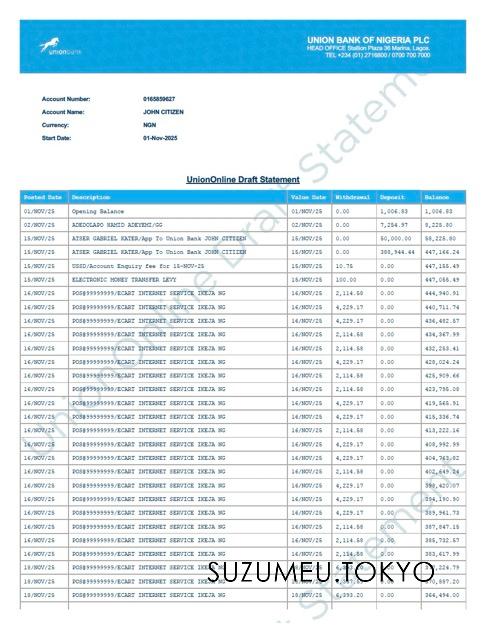 unionbank
UNION BANK OF NIGERIA PLC
HEAD OFFICE Stallion Plaza 36 Marina, Lagos.
TEL +234 (01) 2716800 / 0700 700 7000
Account Number: 0165859627
Account Name: JOHN CITIZEN
Currency: NGN
Start Date: 01-Nov-2025
UnionOnline Draft Statement
Posted Date Description Value Date Withdrawal Deposit Balance
01/NOV/25 Opening Balance 01/NOV/25 0.00 1,006.83 1,006.83
02/NOV/25 ADEDOLAPO HAMID ADEYEMI/GG 02/NOV/25 0.00 7,254.97 8,225.80
15/NOV/25 ATSER GABRIEL KATER/App To Union Bank JOHN CITIZEN 15/NOV/25 0.00 50,000.00 58,225.80
15/NOV/25 ATSER GABRIEL KATER/App To Union Bank JOHN CITIZEN 15/NOV/25 0.00 388,944.44 447,166.24
15/NOV/25 USSD/Account Enquiry fee for 15-NOV-25 15/NOV/25 10.75 0.00 447,155.49
15/NOV/25 ELECTRONIC MONEY TRANSFER LEVY 15/NOV/25 100.00 0.00 447,055.49
16/NOV/25 POS@99999999/ECART INTERNET SERVICE IKEJA NG 16/NOV/25 2,114.58 0.00 444,940.91
16/NOV/25 POS@99999999/ECART INTERNET SERVICE IKEJA NG 16/NOV/25 4,229.17 0.00 440,711.74
16/NOV/25 POS@99999999/ECART INTERNET SERVICE IKEJA NG 16/NOV/25 4,229.17 0.00 436,482.57
16/NOV/25 POS@99999999/ECART INTERNET SERVICE IKEJA NG 16/NOV/25 2,114.58 0.00 434,367.99
16/NOV/25 POS@99999999/ECART INTERNET SERVICE IKEJA NG 16/NOV/25 2,114.58 0.00 432,253.41
16/NOV/25 POS@99999999/ECART INTERNET SERVICE IKEJA NG 16/NOV/25 4,229.17 0.00 428,024.24
16/NOV/25 POS@99999999/ECART INTERNET SERVICE IKEJA NG 16/NOV/25 2,114.58 0.00 425,909.66
16/NOV/25 POS@99999999/ECART INTERNET SERVICE IKEJA NG 16/NOV/25 2,114.58 0.00 423,795.08
16/NOV/25 POS@99999999/ECART INTERNET SERVICE IKEJA NG 16/NOV/25 4,229.17 0.00 419,565.91
16/NOV/25 POS@99999999/ECART INTERNET SERVICE IKEJA NG 16/NOV/25 4,229.17 0.00 415,336.74
16/NOV/25 POS@99999999/ECART INTERNET SERVICE IKEJA NG 16/NOV/25 2,114.58 0.00 413,222.16
16/NOV/25 POS@99999999/ECART INTERNET SERVICE IKEJA NG 16/NOV/25 4,229.17 0.00 408,992.99
16/NOV/25 POS@99999999/ECART INTERNET SERVICE IKEJA NG 16/NOV/25 4,229.17 0.00 404,763.82
16/NOV/25 POS@99999999/ECART INTERNET SERVICE IKEJA NG 16/NOV/25 2,114.58 0.00 402,649.24
16/NOV/25 POS@99999999/ECART INTERNET SERVICE IKEJA NG 16/NOV/25 4,229.17 0.00 398,420.07
16/NOV/25 POS@99999999/ECART INTERNET SERVICE IKEJA NG 16/NOV/25 4,229.17 0.00 394,190.90
16/NOV/25 POS@99999999/ECART INTERNET SERVICE IKEJA NG 16/NOV/25 4,229.17 0.00 389,961.73
16/NOV/25 POS@99999999/ECART INTERNET SERVICE IKEJA NG 16/NOV/25 2,114.58 0.00 387,847.15
16/NOV/25 POS@99999999/ECART INTERNET SERVICE IKEJA NG 16/NOV/25 2,114.58 0.00 385,732.57
16/NOV/25 POS@99999999/ECART INTERNET SERVICE IKEJA NG 16/NOV/25 2,114.58 0.00 383,617.99
18/NOV/25 POS@99999999/ECART INTERNET SERVICE
18/NOV/25 POS@99999999/ECART INTERNET SERVICE
18/NOV/25 POS@99999999/ECART INTERNET SERVICE IKEJA NG 18/NOV/25 6,393.20 0.00 364,494.00
SUZUMEU.TOKYO
UnionOnline Draft Statement